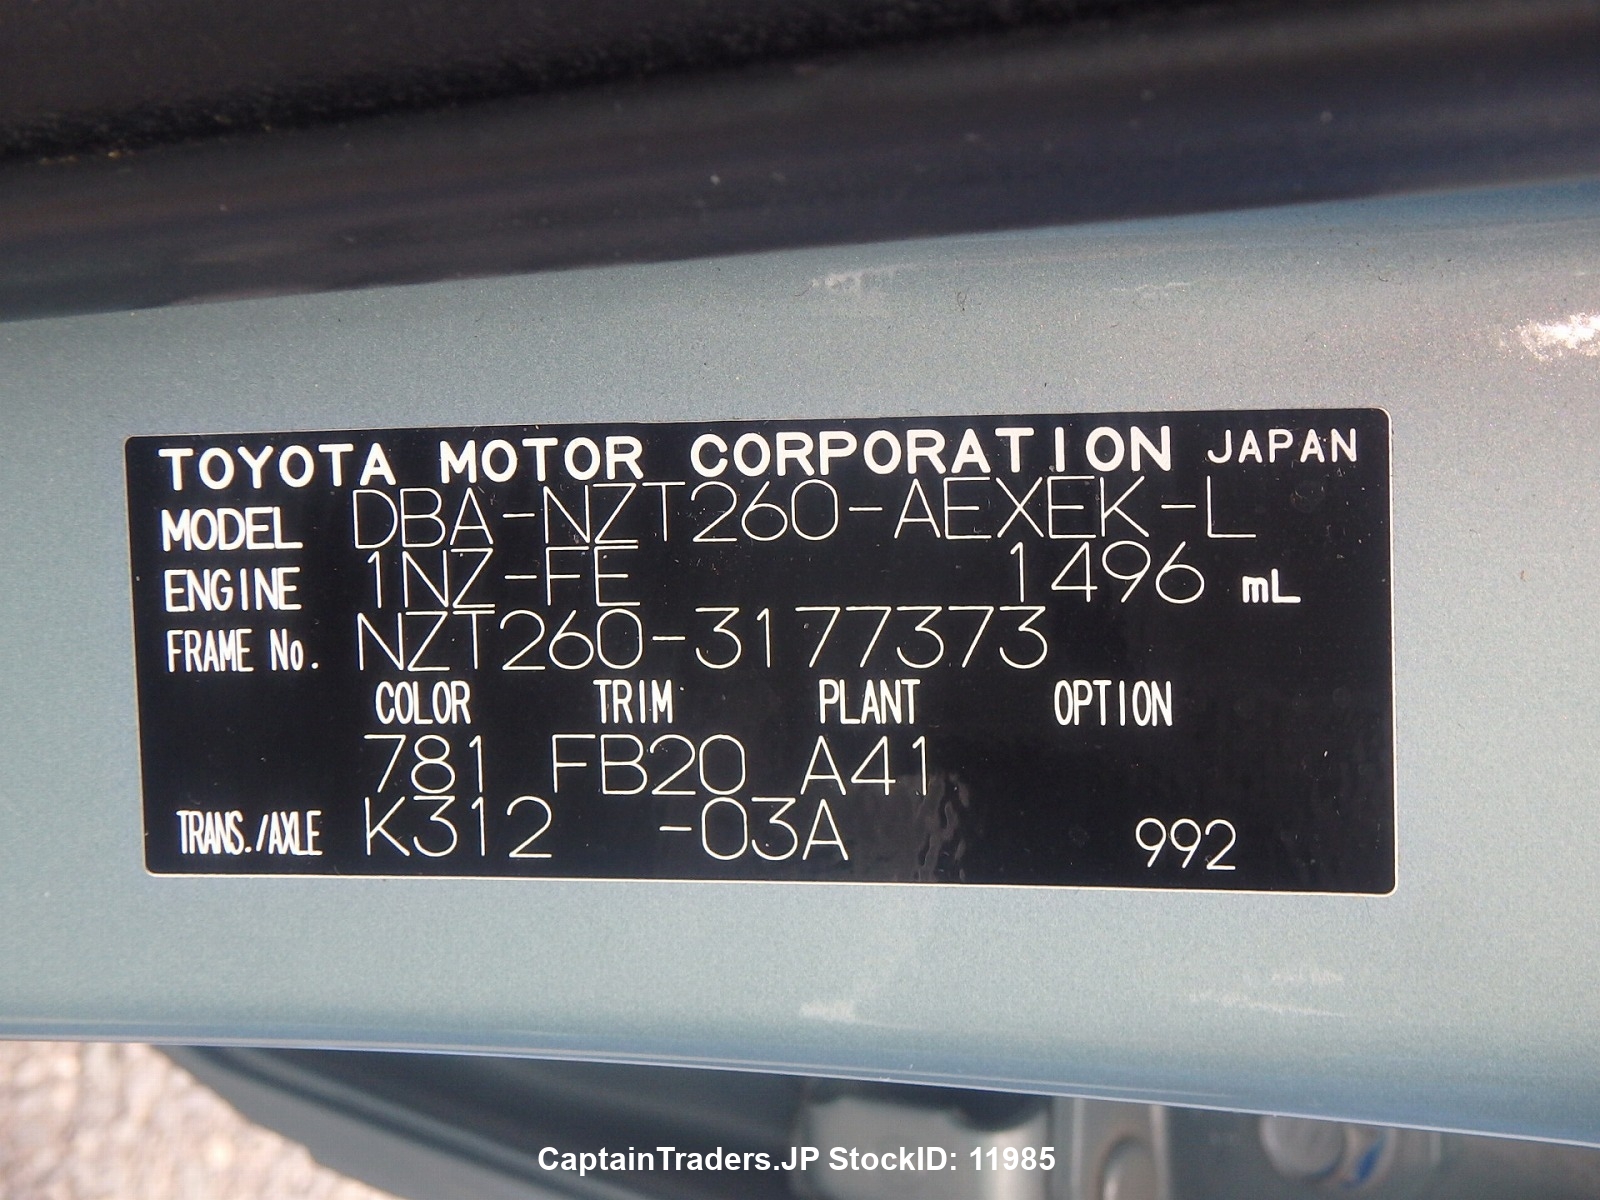 TOYOTA MOTOR CORPORATION JAPAN
MODEL DBA-NZT260-AEXEK-L
ENGINE 1NZ-FE 1496 mL
FRAME No. NZT260-3177373
COLOR TRIM PLANT OPTION
781 FB20 A41
TRANS./AXLE K312 -03A 992
CaptainTraders.JP StockID: 11985